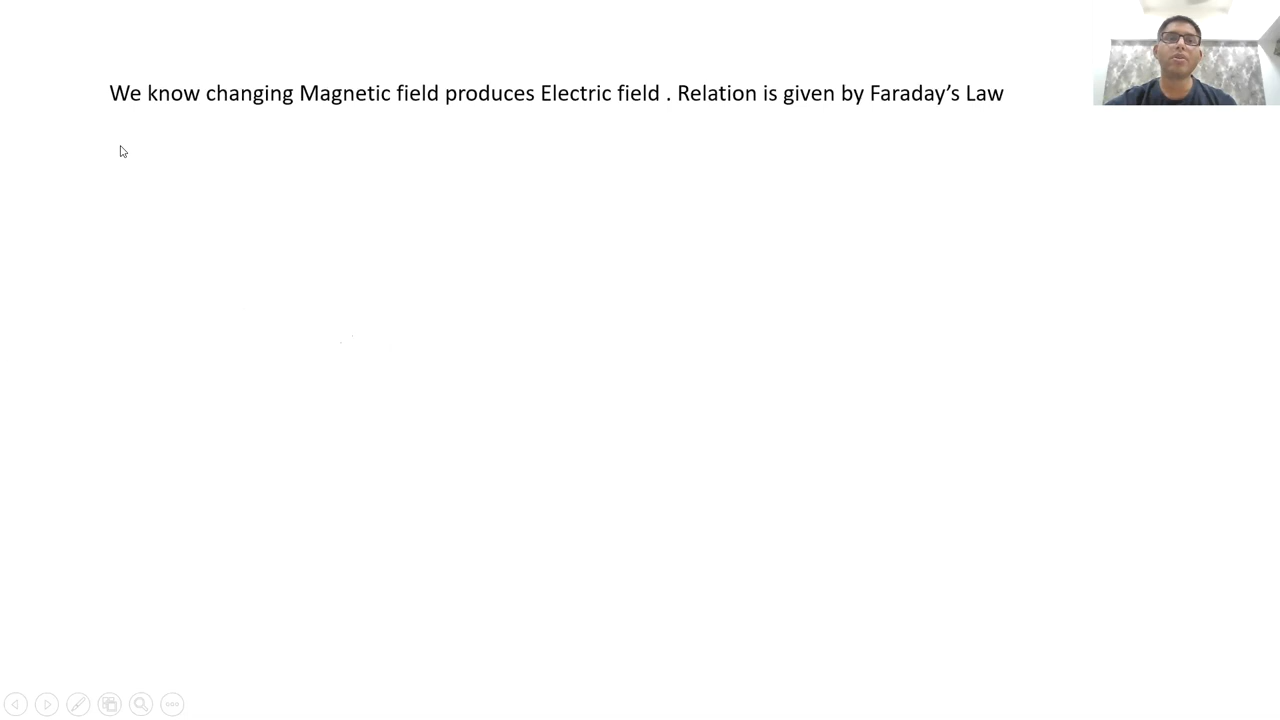 We know changing Magnetic field produces Electric field . Relation is given by Faraday’s Law